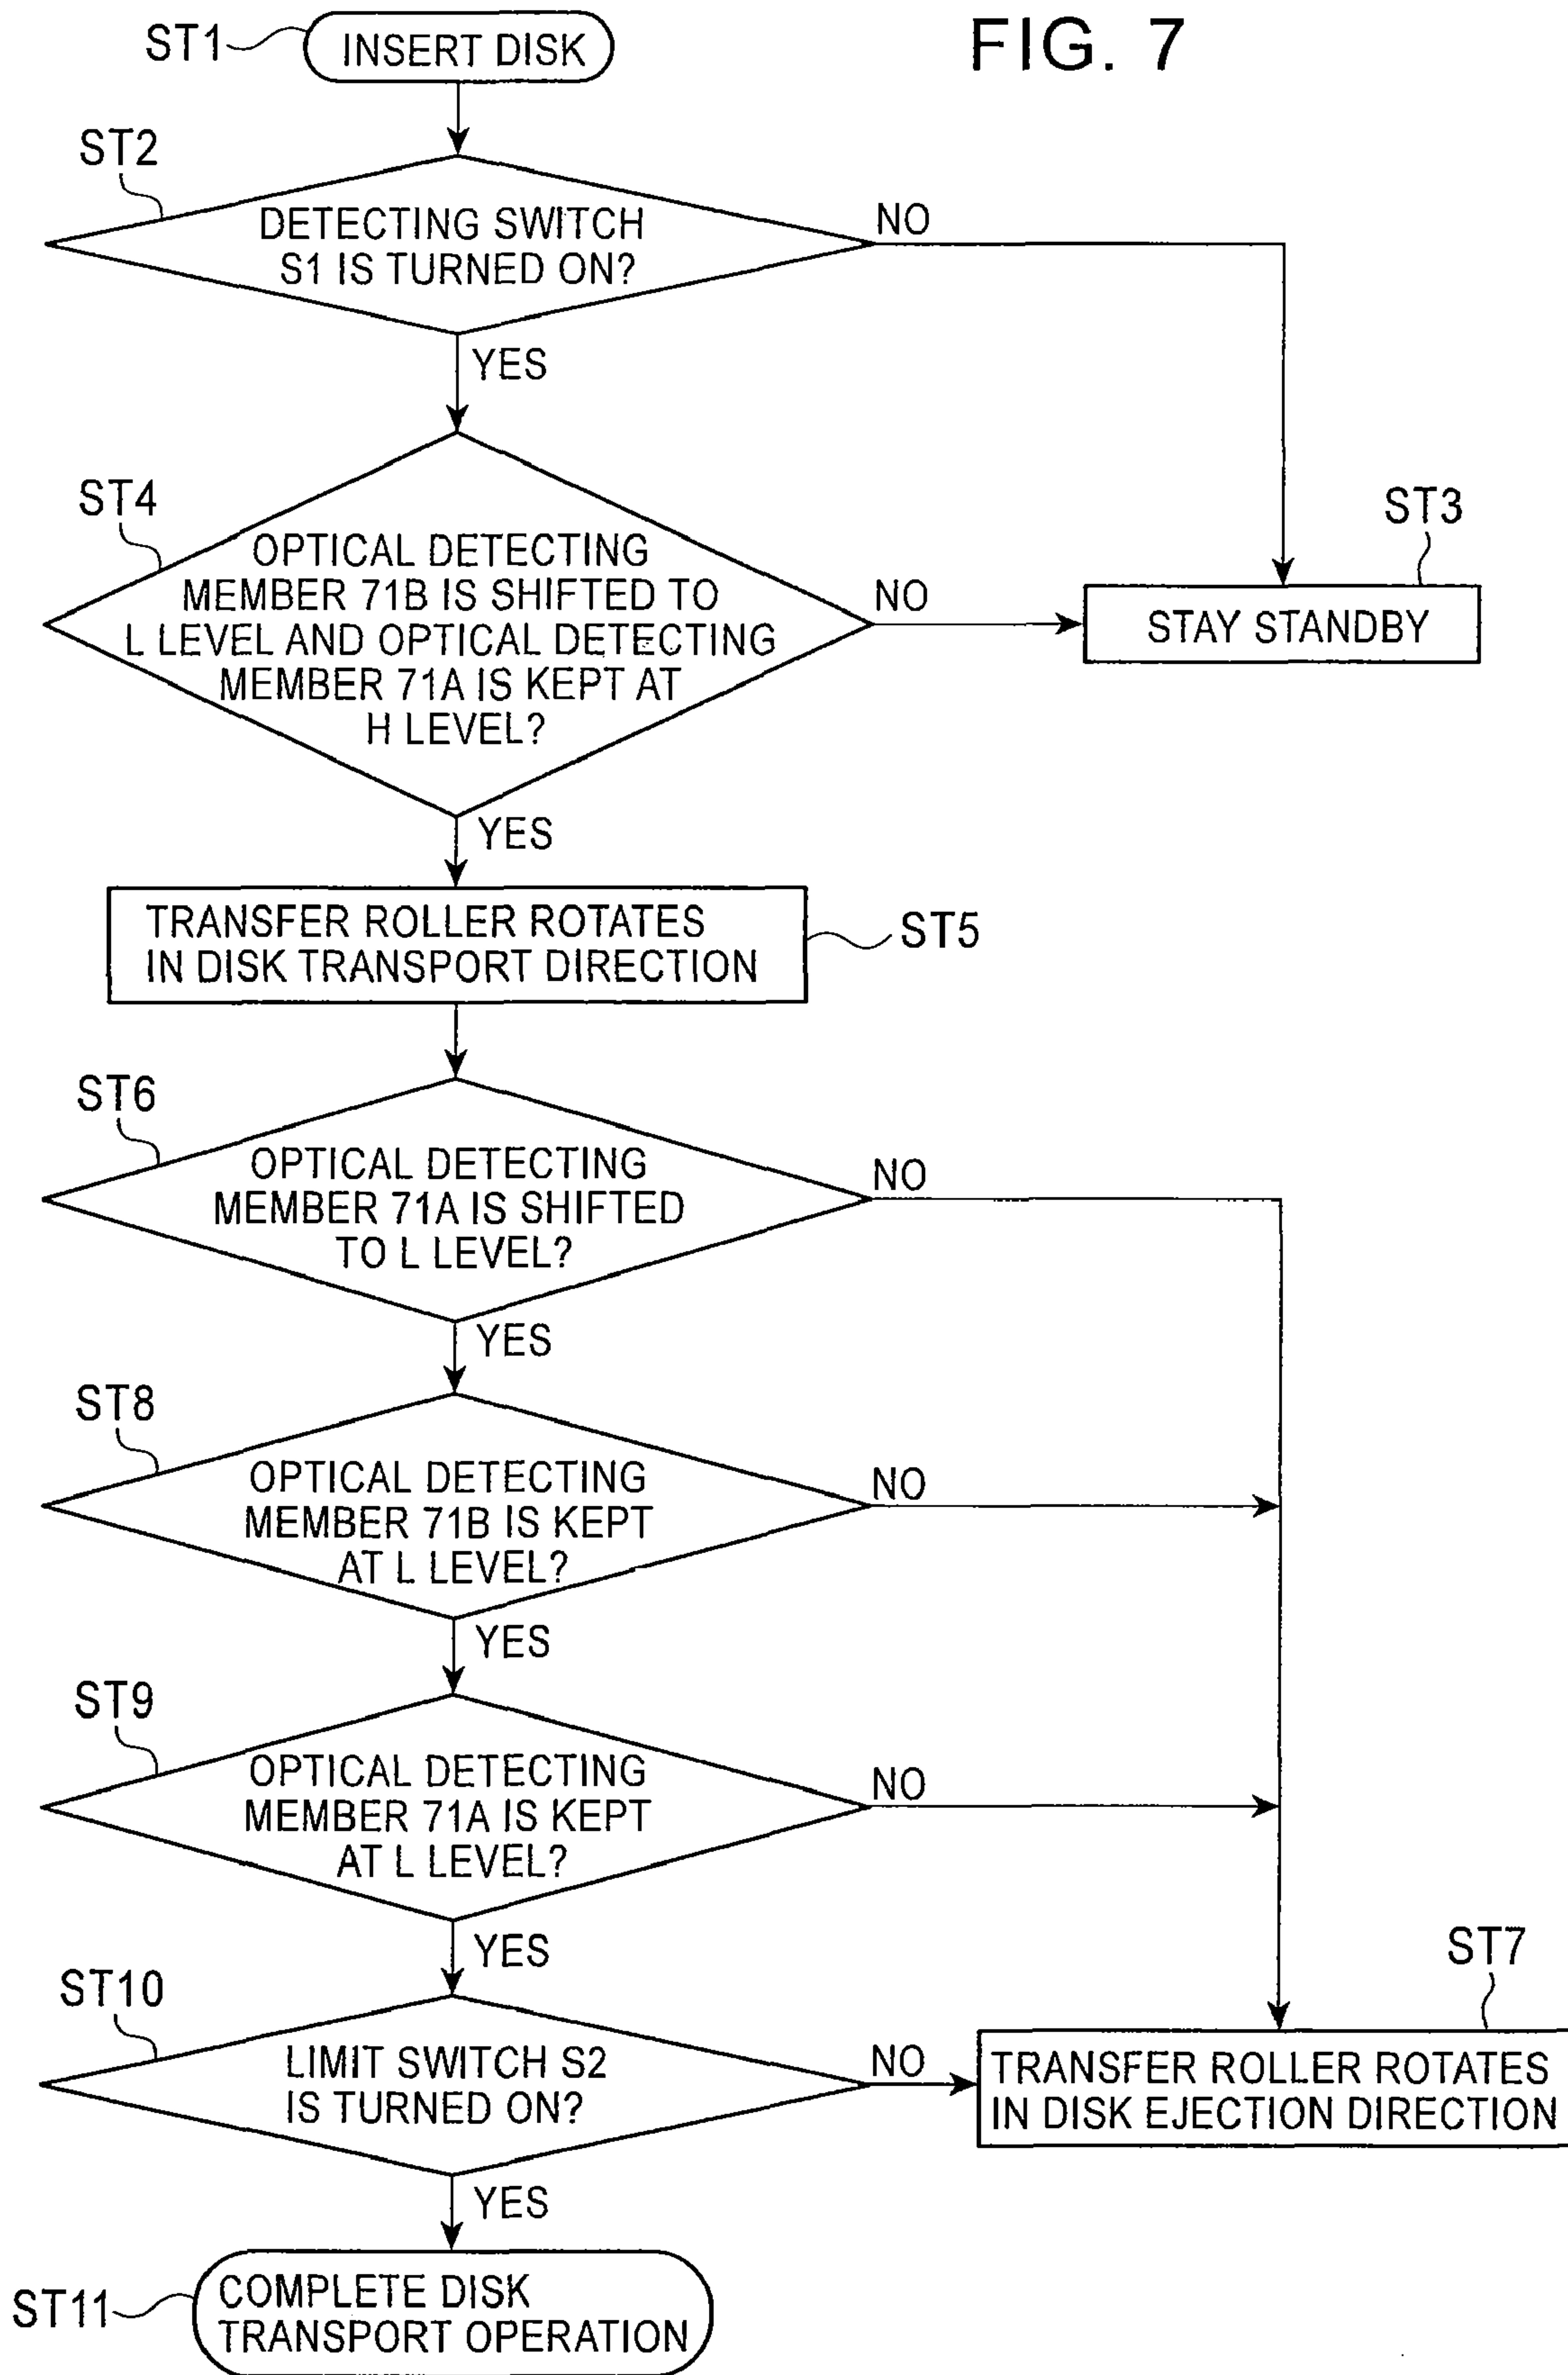 FIG. 7
ST1
INSERT DISK
ST2
DETECTING SWITCH
S1 IS TURNED ON?
NO
YES
ST4
OPTICAL DETECTING
MEMBER 71B IS SHIFTED TO
L LEVEL AND OPTICAL DETECTING
MEMBER 71A IS KEPT AT
H LEVEL?
NO
ST3
STAY STANDBY
YES
TRANSFER ROLLER ROTATES
IN DISK TRANSPORT DIRECTION
ST5
ST6
OPTICAL DETECTING
MEMBER 71A IS SHIFTED
TO L LEVEL?
NO
YES
ST8
OPTICAL DETECTING
MEMBER 71B IS KEPT
AT L LEVEL?
NO
YES
ST9
OPTICAL DETECTING
MEMBER 71A IS KEPT
AT L LEVEL?
NO
YES
ST10
LIMIT SWITCH S2
IS TURNED ON?
NO
ST7
TRANSFER ROLLER ROTATES
IN DISK EJECTION DIRECTION
YES
ST11
COMPLETE DISK
TRANSPORT OPERATION